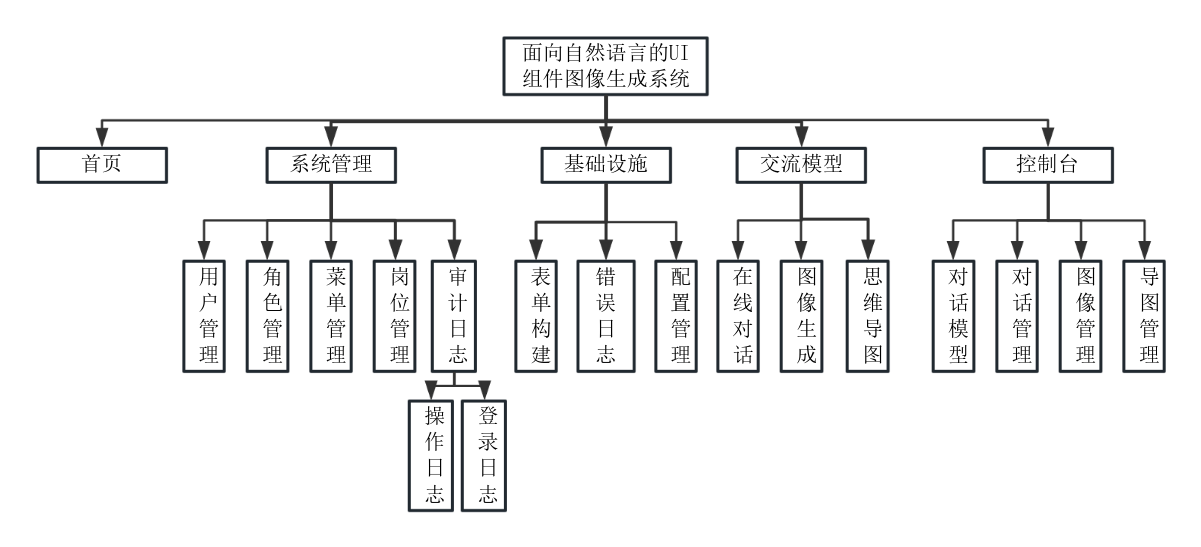 面向自然语言的UI
组件图像生成系统
首页
系统管理
基础设施
交流模型
控制台
用户管理
角色管理
菜单管理
岗位管理
审计日志
表单构建
错误日志
配置管理
在线对话
图像生成
思维导图
对话模型
对话管理
图像管理
导图管理
操作日志
登录日志